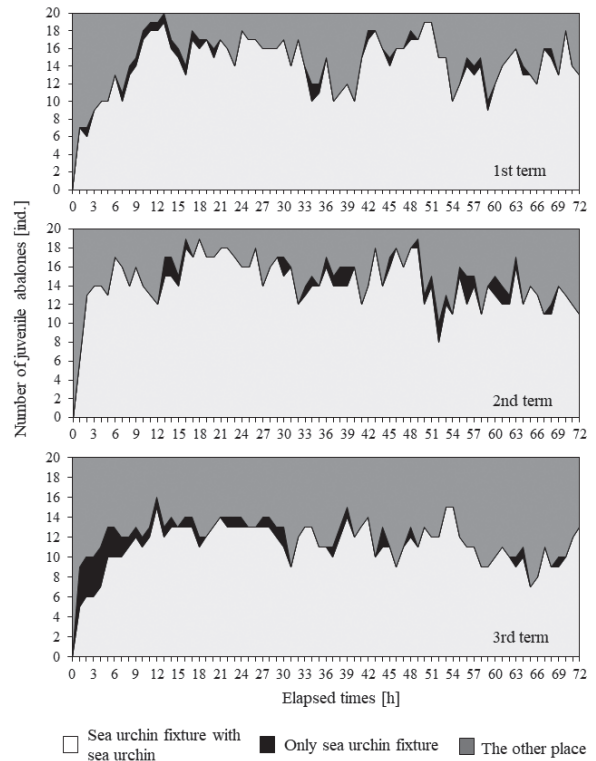 20
18
16
14
12
10
8
6
4
2
0
1st term
0 3 6 9 12 15 18 21 24 27 30 33 36 39 42 45 48 51 54 57 60 63 66 69 72
Number of juvenile abalones [ind.]
20
18
16
14
12
10
8
6
4
2
0
2nd term
0 3 6 9 12 15 18 21 24 27 30 33 36 39 42 45 48 51 54 57 60 63 66 69 72
20
18
16
14
12
10
8
6
4
2
0
3rd term
0 3 6 9 12 15 18 21 24 27 30 33 36 39 42 45 48 51 54 57 60 63 66 69 72
Elapsed times [h]
Sea urchin fixture with
sea urchin
Only sea urchin fixture
The other place